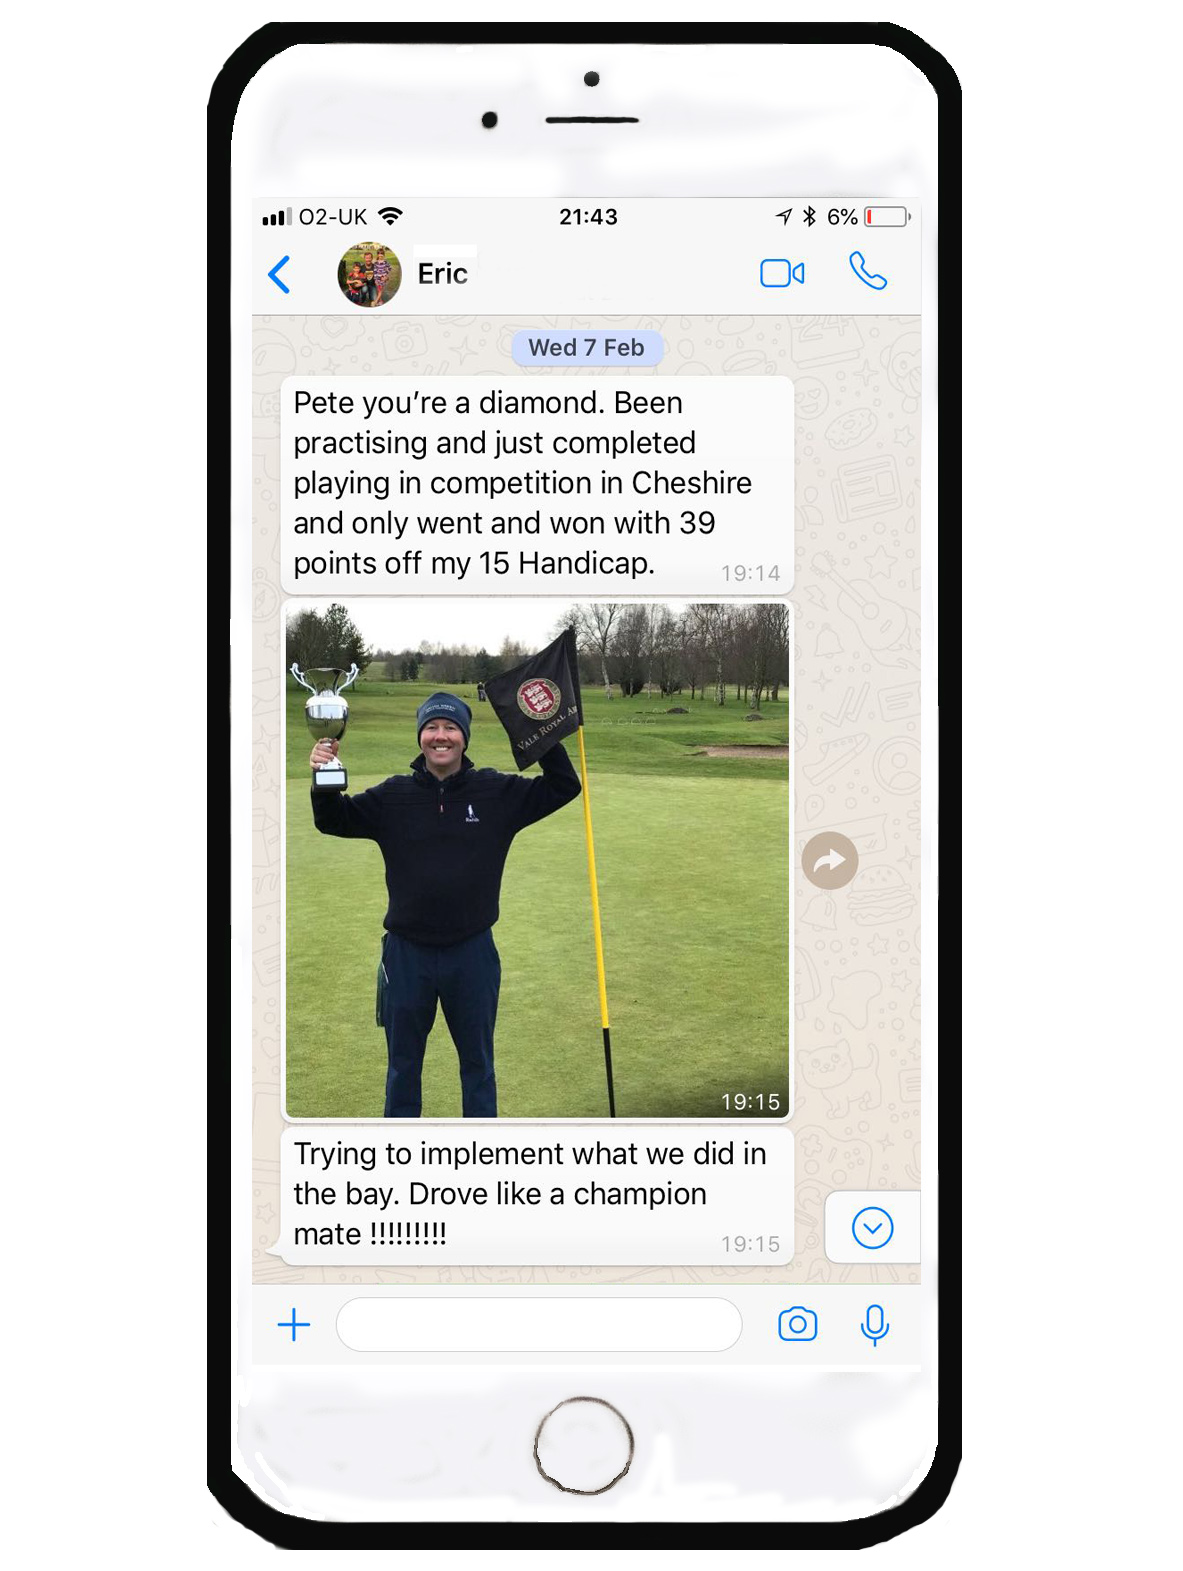 O2-UK 21:43 6%
Eric
Wed 7 Feb
Pete you're a diamond. Been
practising and just completed
playing in competition in Cheshire
and only went and won with 39
points off my 15 Handicap.
19:14
VALE ROYAL
19:15
Trying to implement what we did in
the bay. Drove like a champion
mate !!!!!!!!!
19:15